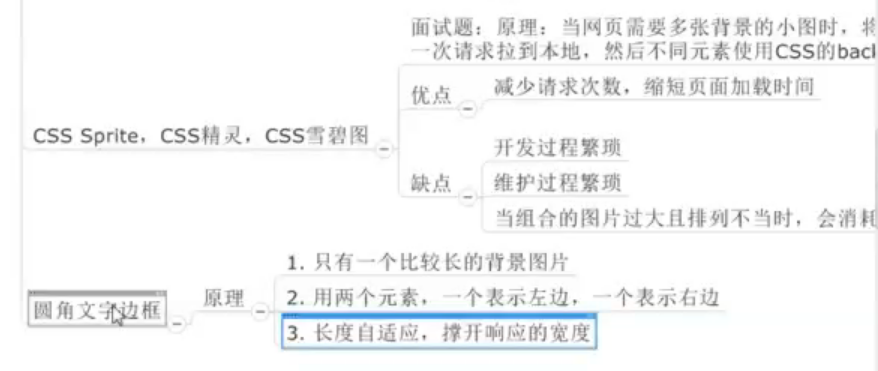 面试题：原理：当网页需要多张背景的小图时，将
一次请求拉到本地，然后不同元素使用CSS的back
优点
减少请求次数，缩短页面加载时间
CSS Sprite，CSS精灵，CSS雪碧图
缺点
开发过程繁琐
维护过程繁琐
当组合的图片过大且排列不当时，会消耗
圆角文字边框
原理
1. 只有一个比较长的背景图片
2. 用两个元素，一个表示左边，一个表示右边
3. 长度自适应，撑开响应的宽度